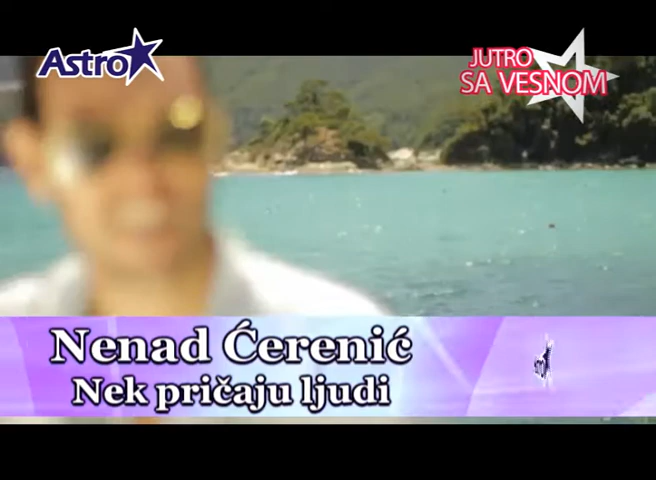 Astro
JUTRO
SA VESNOM
Nenad Ćerenić
Nek pričaju ljudi